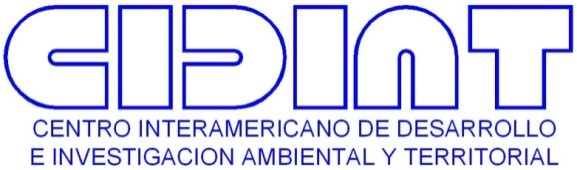 CIDIAT
CENTRO INTERAMERICANO DE DESARROLLO
E INVESTIGACION AMBIENTAL Y TERRITORIAL